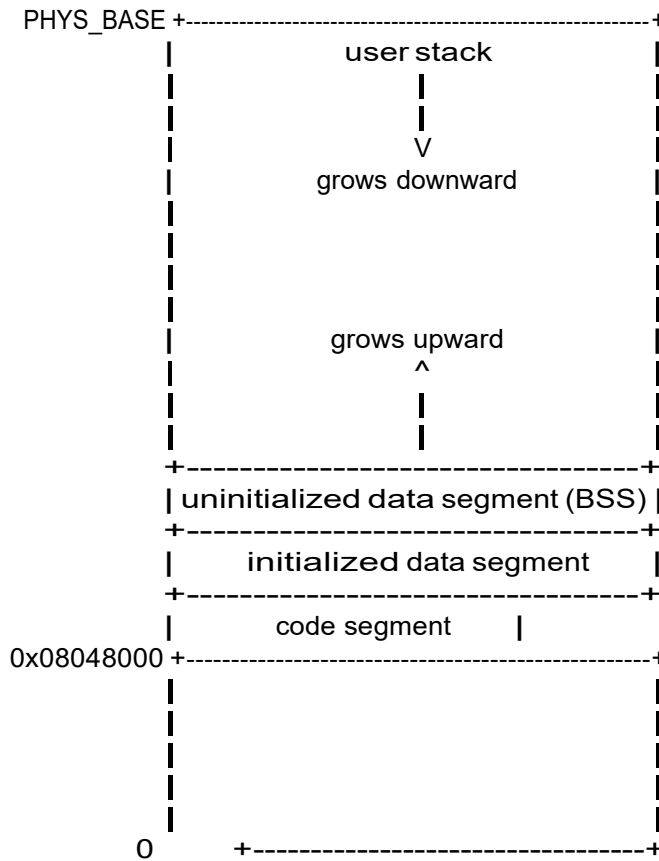 PHYS_BASE +----------------------------------+
| user stack |
| | |
| | |
| V |
| grows downward |
| |
| |
| |
| |
| grows upward |
| ^ |
| | |
| | |
+----------------------------------+
| uninitialized data segment (BSS) |
+----------------------------------+
| initialized data segment |
+----------------------------------+
| code segment |
0x08048000 +----------------------------------+
| |
| |
| |
| |
| |
0 +----------------------------------+